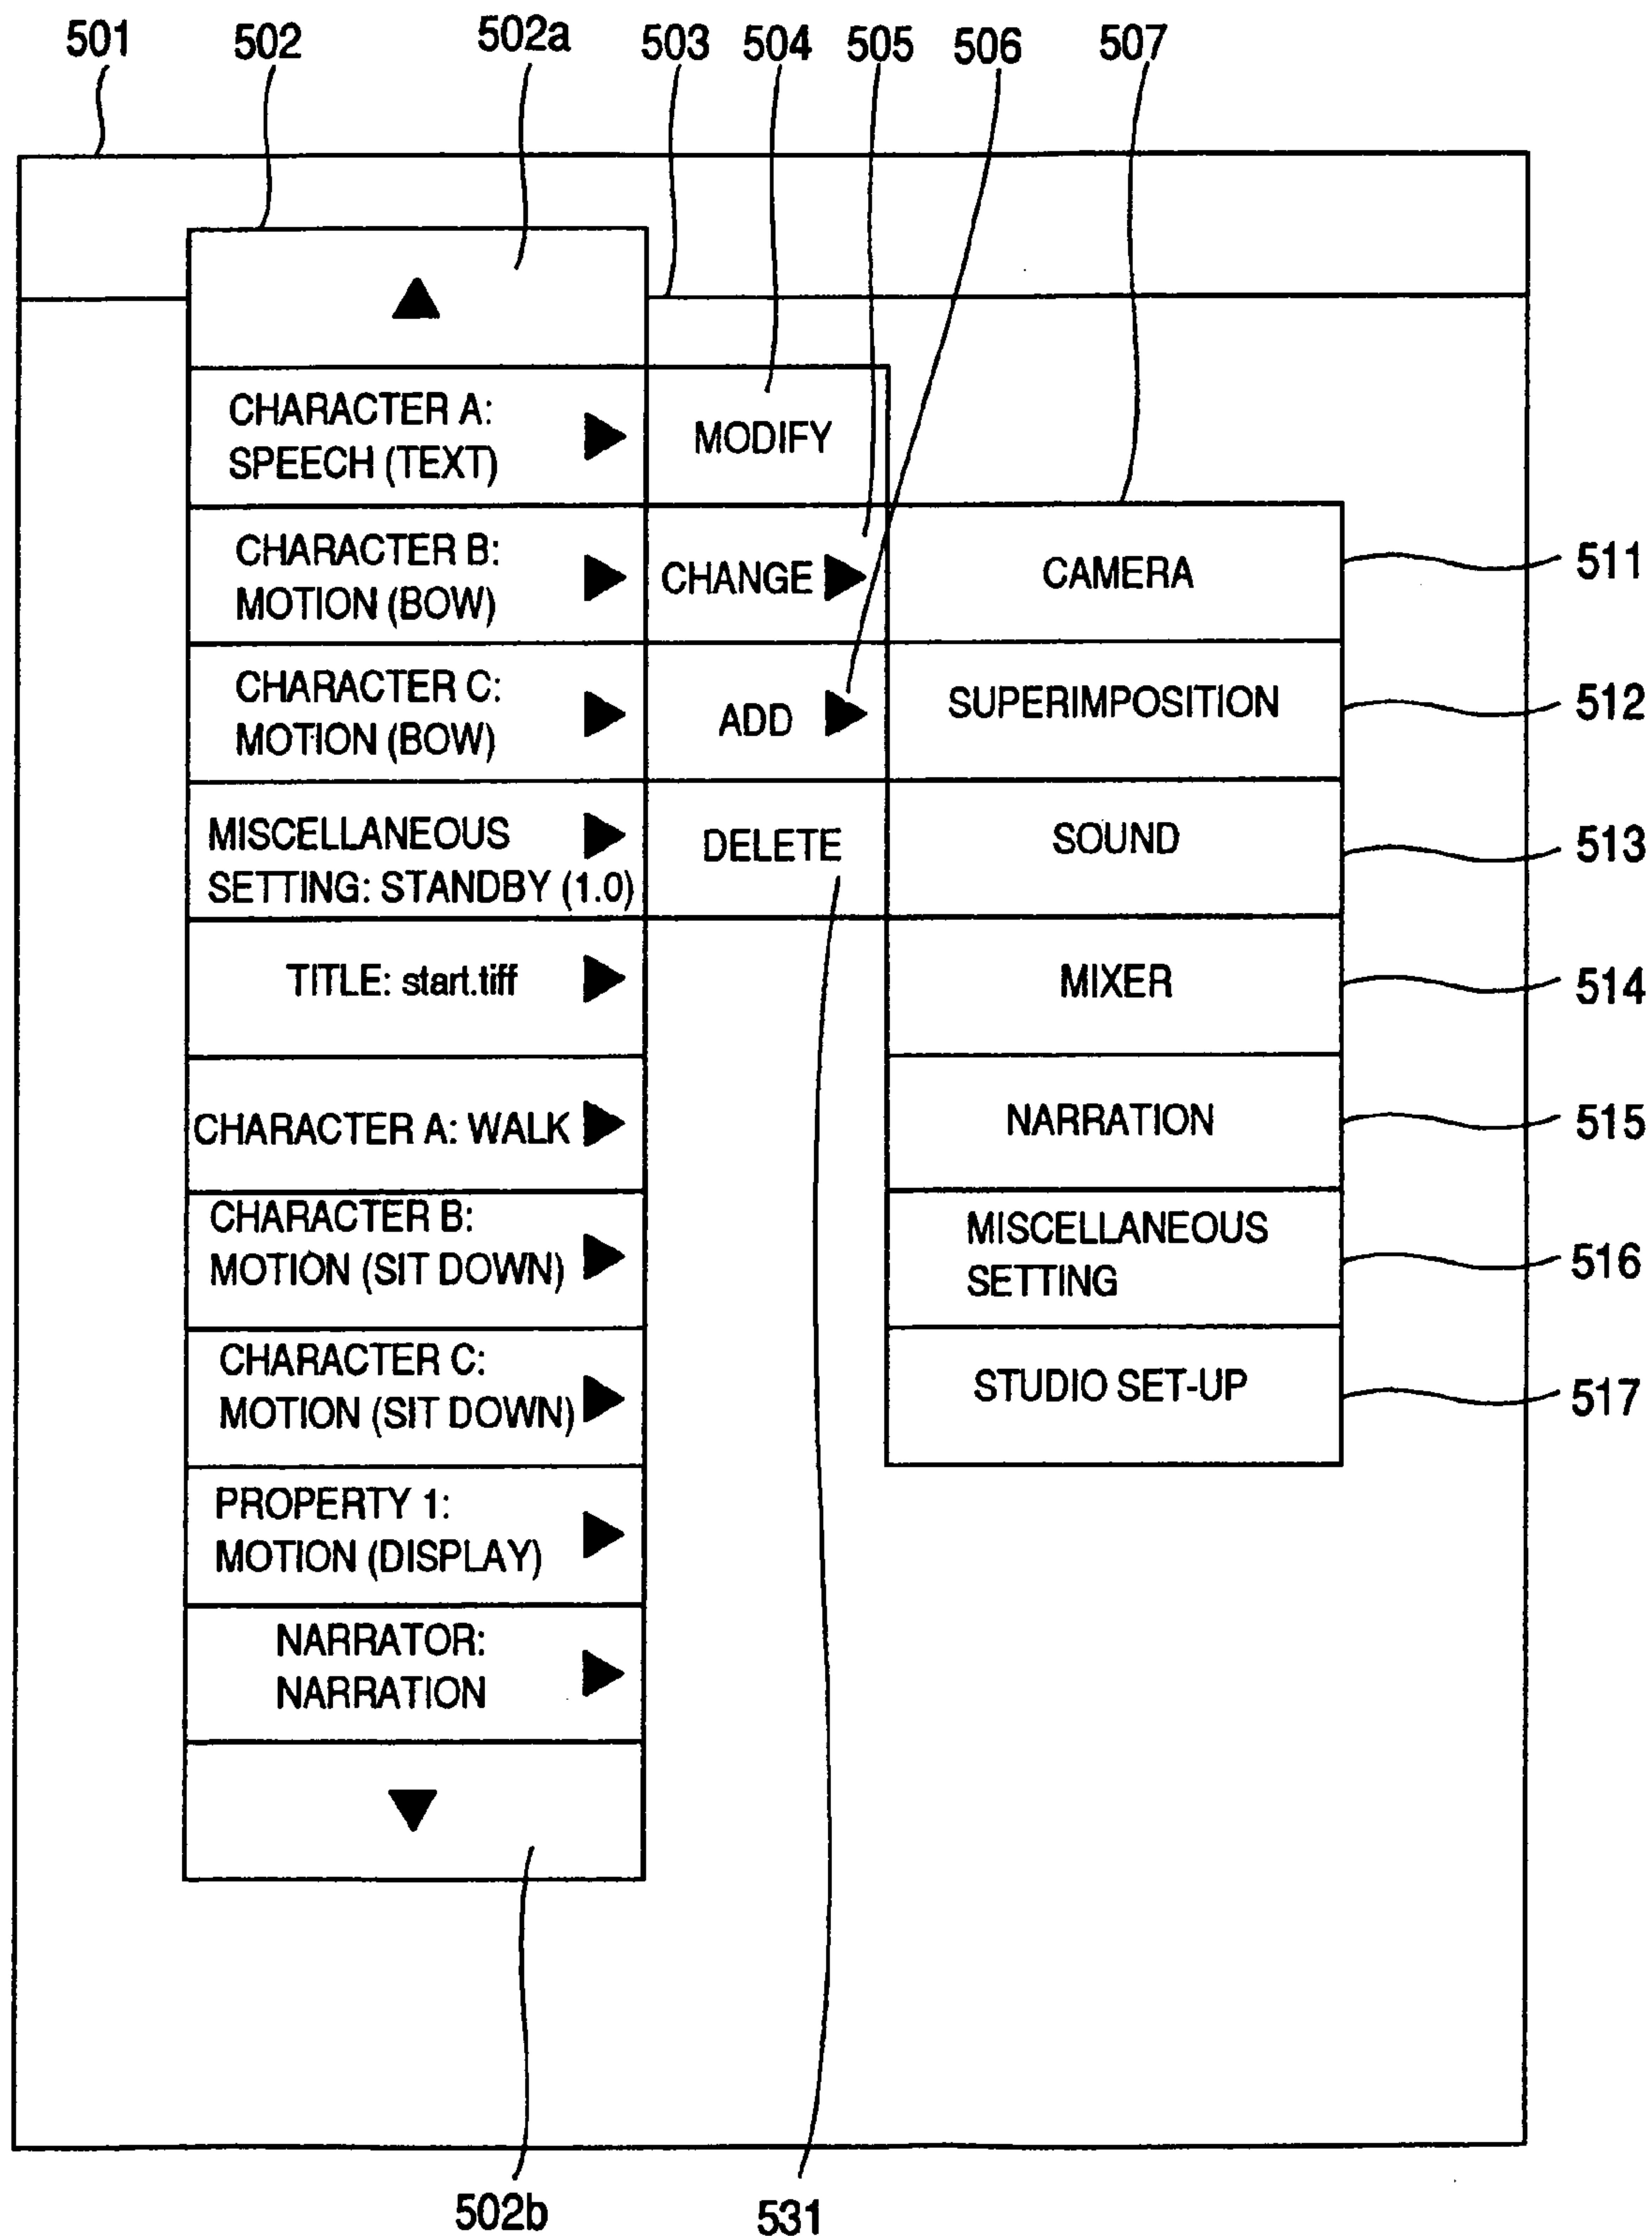 501
502
502a
503
504
505
506
507
CHARACTER A:
SPEECH (TEXT)
MODIFY
CHARACTER B:
MOTION (BOW)
CHANGE
CAMERA
511
CHARACTER C:
MOTION (BOW)
ADD
SUPERIMPOSITION
512
MISCELLANEOUS
SETTING: STANDBY (1.0)
DELETE
SOUND
513
TITLE: start.tiff
MIXER
514
CHARACTER A: WALK
NARRATION
515
CHARACTER B:
MOTION (SIT DOWN)
MISCELLANEOUS
SETTING
516
CHARACTER C:
MOTION (SIT DOWN)
STUDIO SET-UP
517
PROPERTY 1:
MOTION (DISPLAY)
NARRATOR:
NARRATION
502b
531